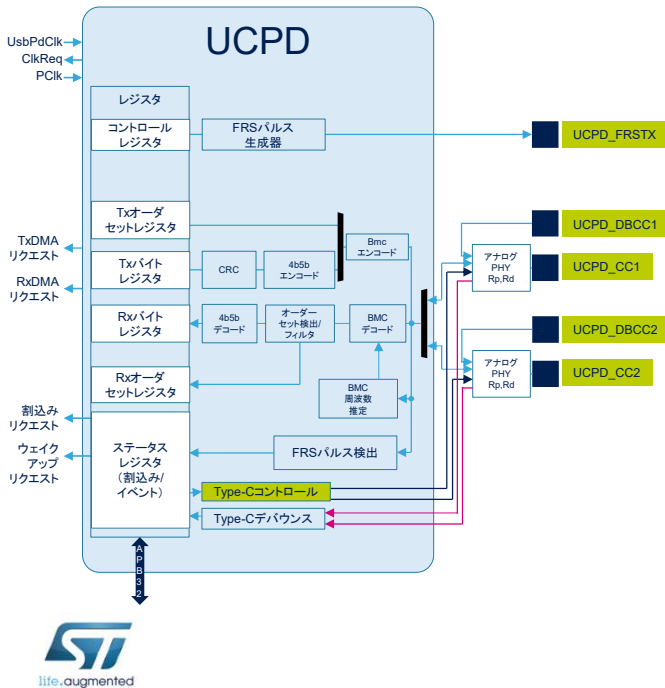 UCPD
UsbPdClk
ClkReq
PClk
レジスタ
コントロール
レジスタ
FRSパルス
生成器
UCPD_FRSTX
Txオーダ
セットレジスタ
Bmc
エンコード
TxDMA
リクエスト
Txバイト
レジスタ
CRC
4b5b
エンコード
RxDMA
リクエスト
Rxバイト
レジスタ
4b5b
デコード
オーダー
セット検出/
フィルタ
BMC
デコード
UCPD_DBCC1
アナログ
PHY
Rp,Rd
UCPD_CC1
UCPD_DBCC2
アナログ
PHY
Rp,Rd
UCPD_CC2
Rxオーダ
セットレジスタ
BMC
周波数
推定
割込み
リクエスト
ウェイク
アップ
リクエスト
ステータス
レジスタ
(割込み/
イベント)
FRSパルス検出
Type-Cコントロール
Type-Cデバウンス
APB32
ST
life.augmented